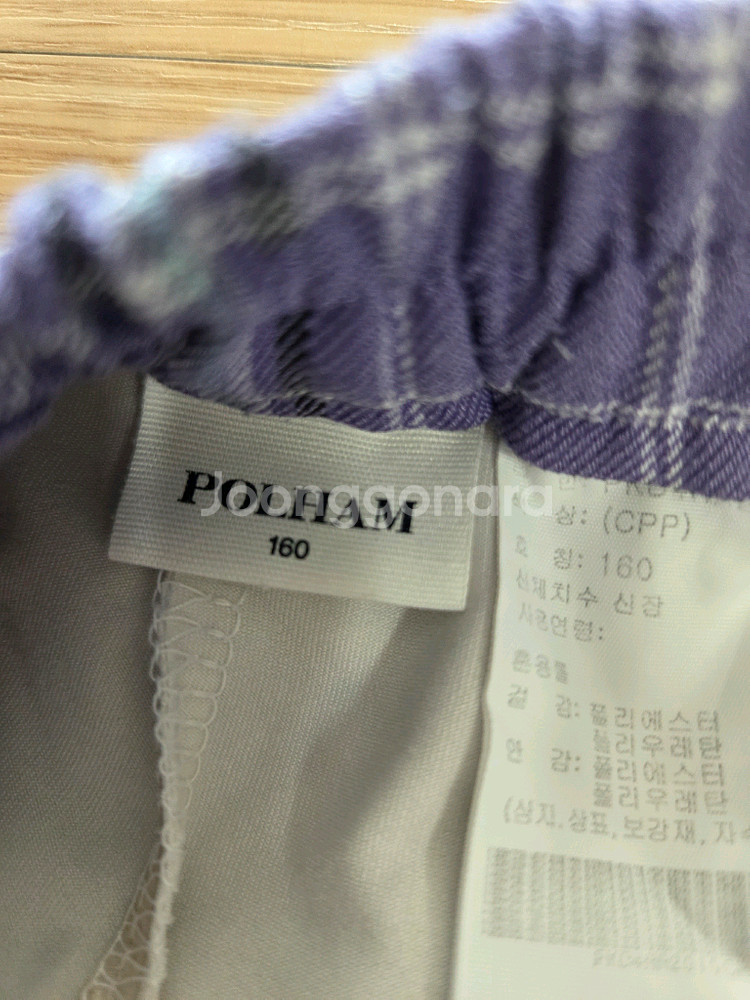 POLHAM
160
Joonggonara
상: (CPP)
호 칭: 160
신체치수 신장
사용연령:
혼용률
겉 감: 폴리에스터
폴리우레탄
안 감: 폴리에스터
폴리우레탄
(심지,상표,보강재,자수